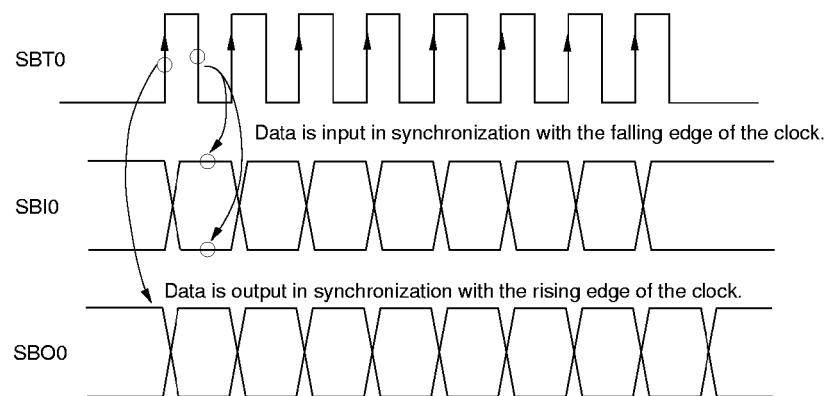 SBT0
Data is input in synchronization with the falling edge of the clock.
SBI0
Data is output in synchronization with the rising edge of the clock.
SBO0